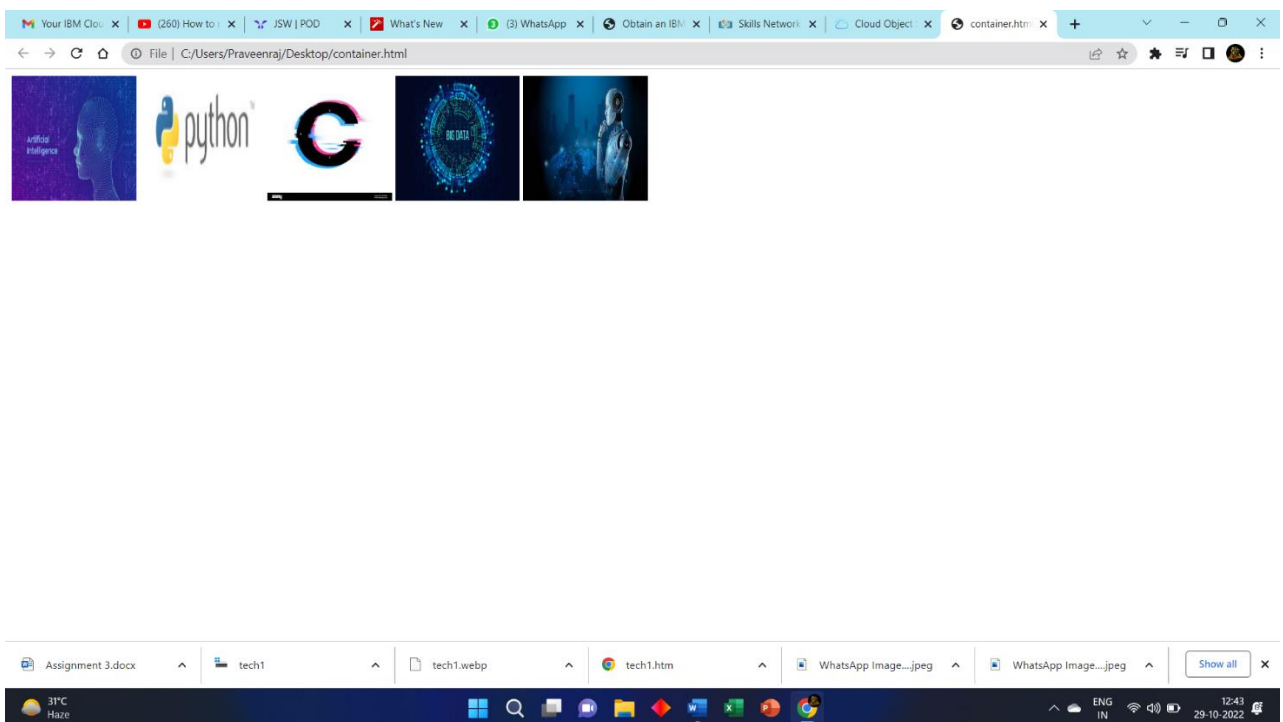 Your IBM Clou
(260) How to
JSW | POD
What's New
(3) WhatsApp
Obtain an IBM
Skills Network
Cloud Object
container.htm
File | C:/Users/Praveenraj/Desktop/container.html
Artificial
Intelligence
python
C
BIG DATA
Assignment 3.docx
tech1
tech1.webp
tech1.htm
WhatsApp Image....jpeg
WhatsApp Image....jpeg
Show all
31°C
Haze
ENG
IN
12:43
29-10-2022